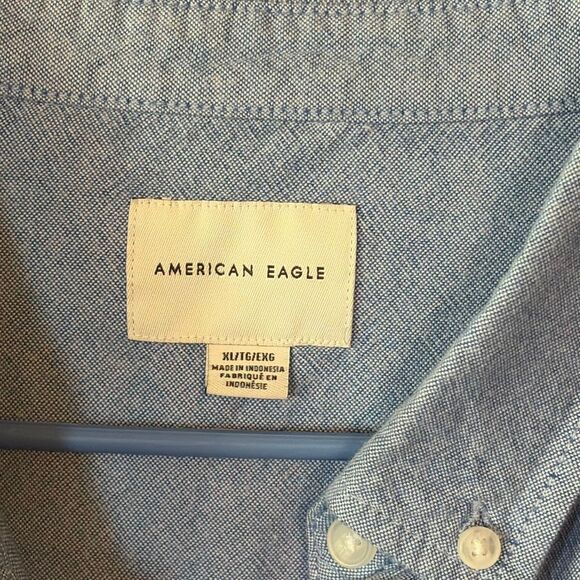 AMERICAN EAGLE
XL/TG/EXG
MADE IN INDONESIA
FABRIQUÉ EN
INDONÉSIE